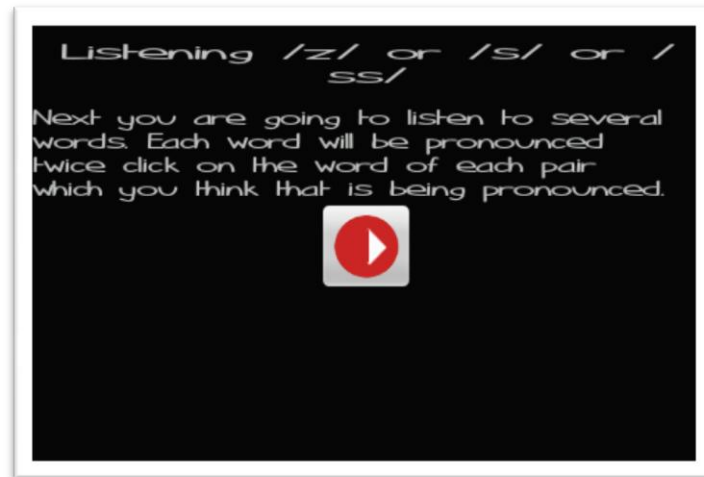 Listening /z/ or /s/ or /
ss/
Next you are going to listen to several
words. Each word will be pronounced
twice click on the word of each pair
which you think that is being pronounced.